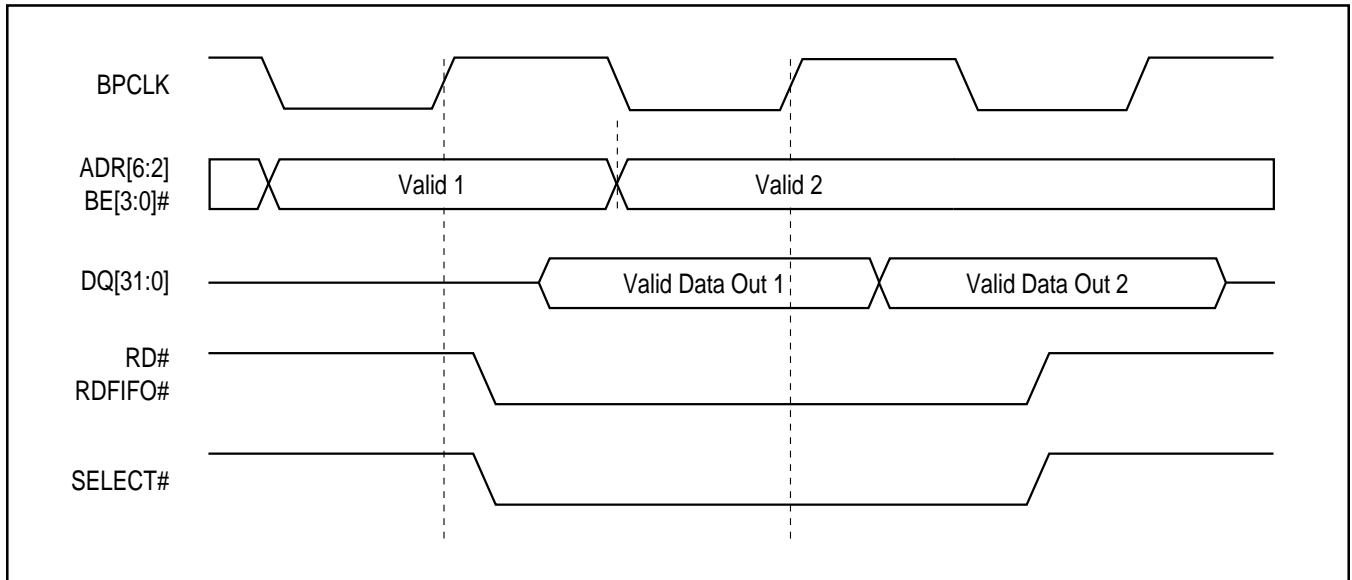 BPCLK
ADR[6:2]
BE[3:0]#
Valid 1
Valid 2
DQ[31:0]
Valid Data Out 1
Valid Data Out 2
RD#
RDFIFO#
SELECT#